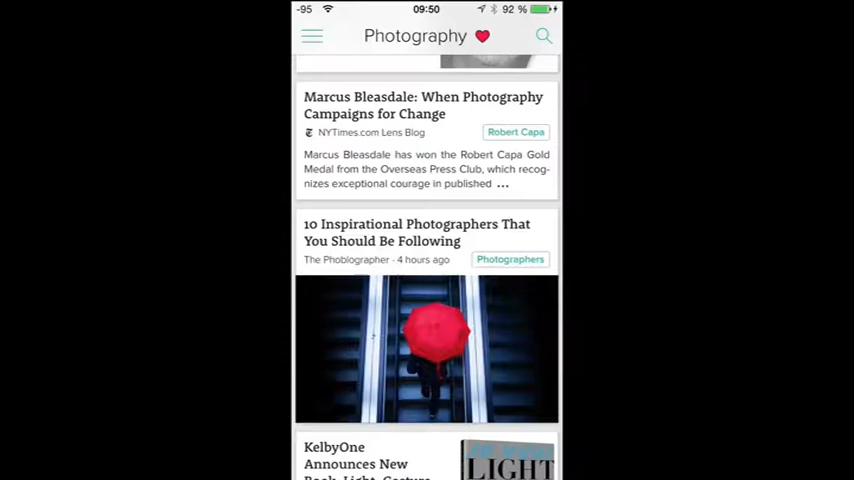 -95 09:50 92 %
Photography ❤
Marcus Bleasdale: When Photography
Campaigns for Change
NYTimes.com Lens Blog Robert Capa
Marcus Bleasdale has won the Robert Capa Gold
Medal from the Overseas Press Club, which recog-
nizes exceptional courage in published ...
10 Inspirational Photographers That
You Should Be Following
The Phoblographer · 4 hours ago Photographers
KelbyOne
Announces New
Book, Light, Gesture
LIGHT